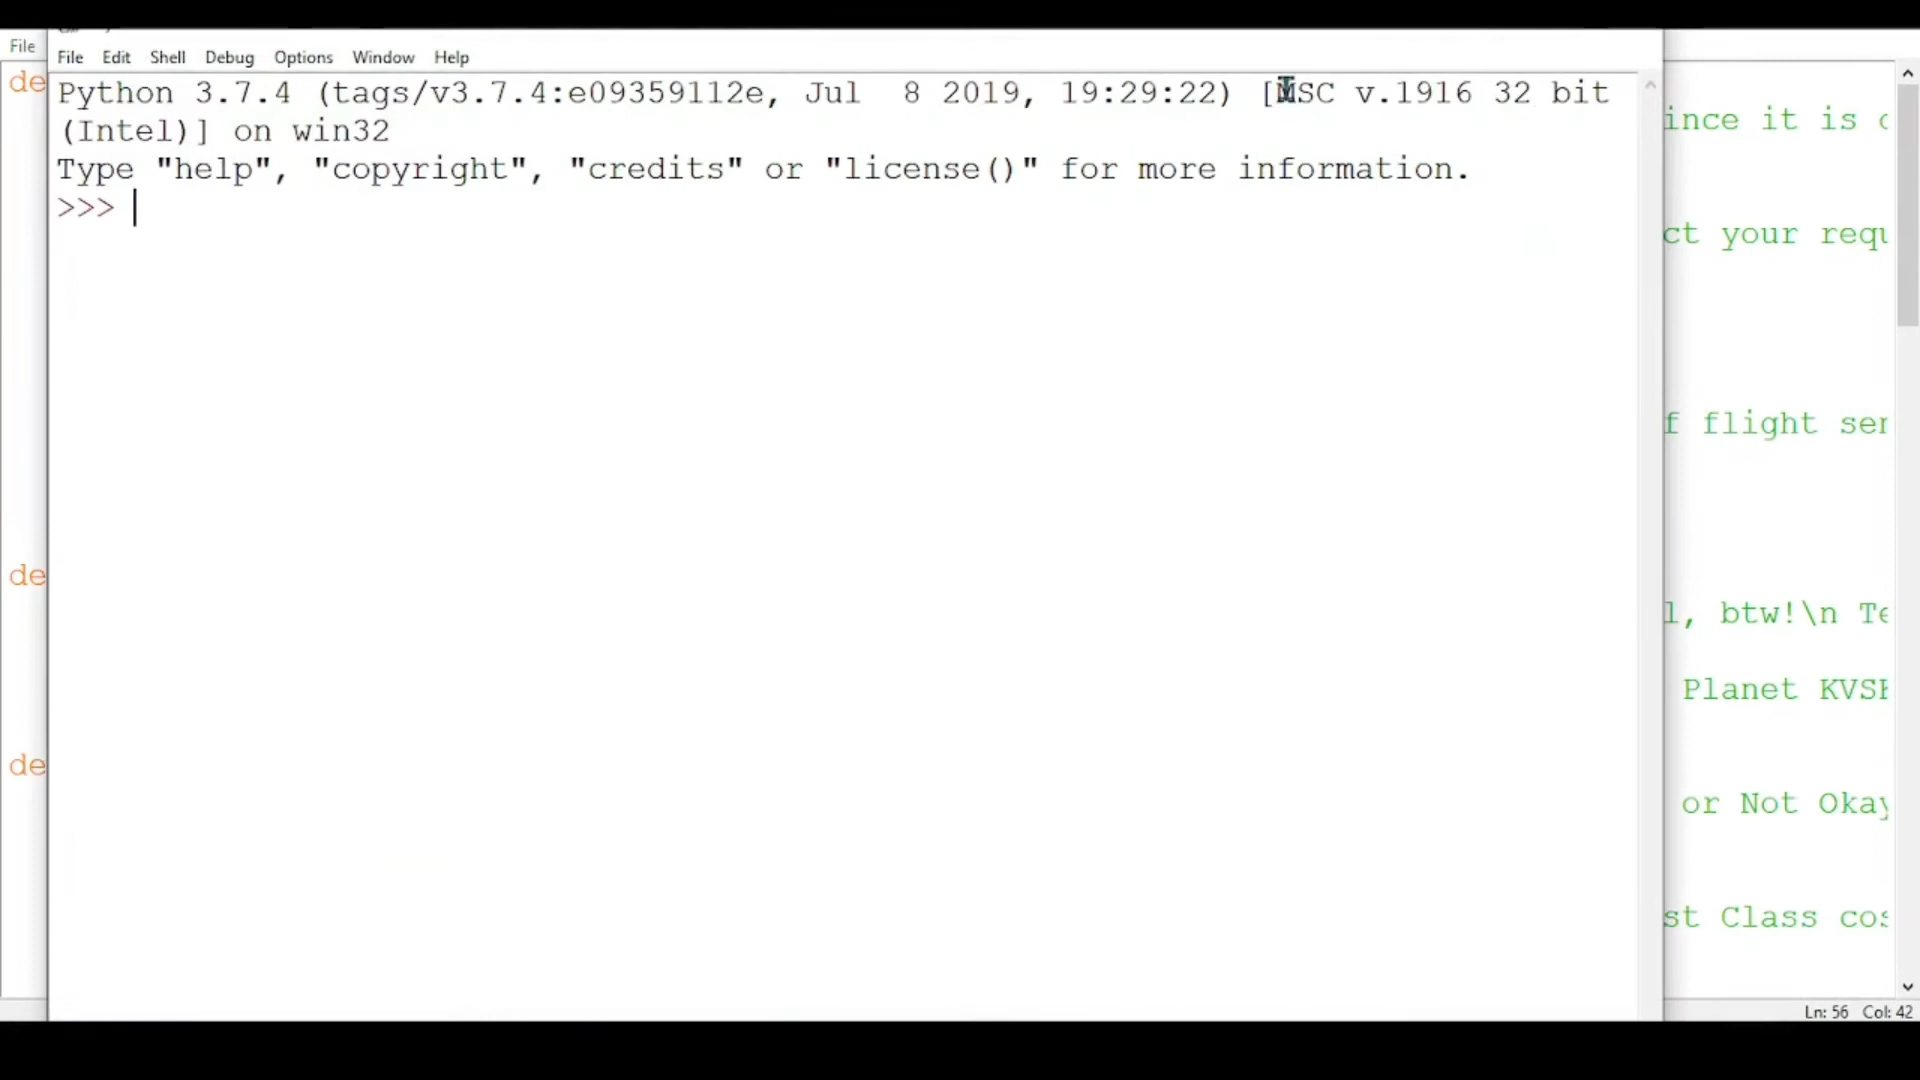 File
File Edit Shell Debug Options Window Help
Python 3.7.4 (tags/v3.7.4:e09359112e, Jul  8 2019, 19:29:22) [MSC v.1916 32 bit
(Intel)] on win32
Type "help", "copyright", "credits" or "license()" for more information.
>>>
de
ince it is
ct your requ
f flight ser
de
l, btw!\n Te
Planet KVS
de
or Not Okay
st Class cos
Ln: 56 Col: 42